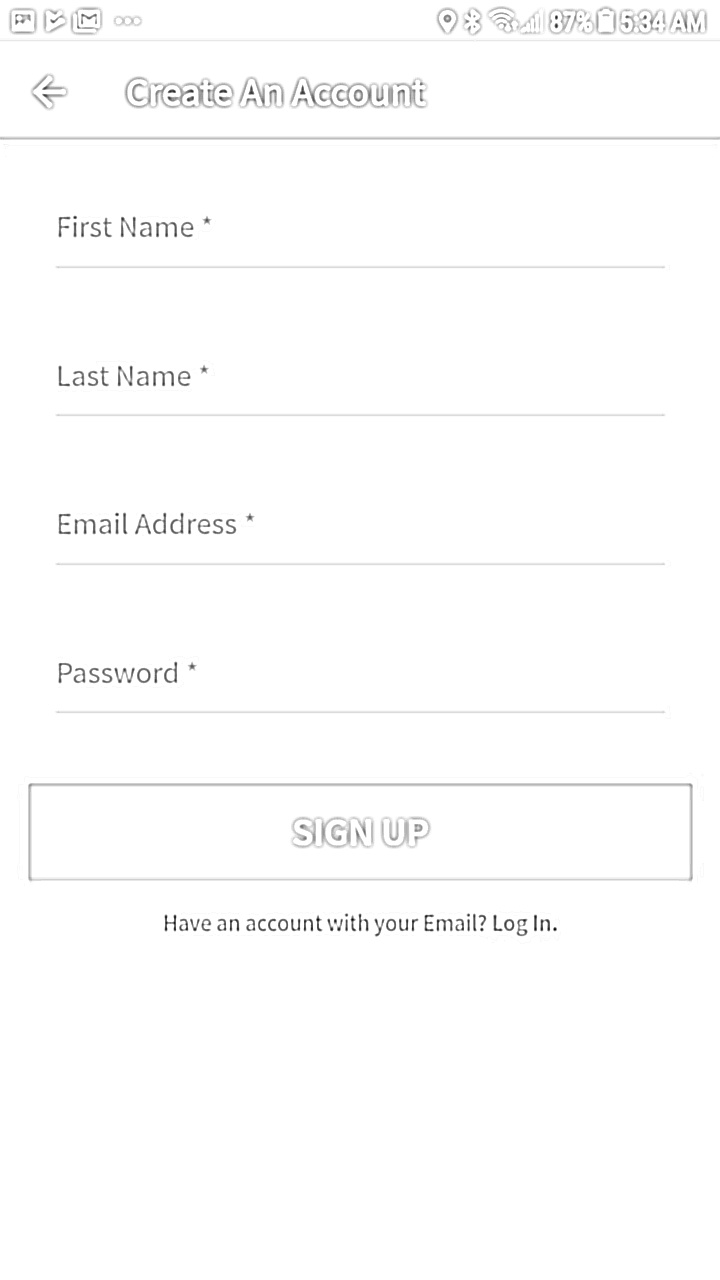 87% 5:34 AM
Create An Account
First Name *
Last Name *
Email Address *
Password *
SIGN UP
Have an account with your Email? Log In.